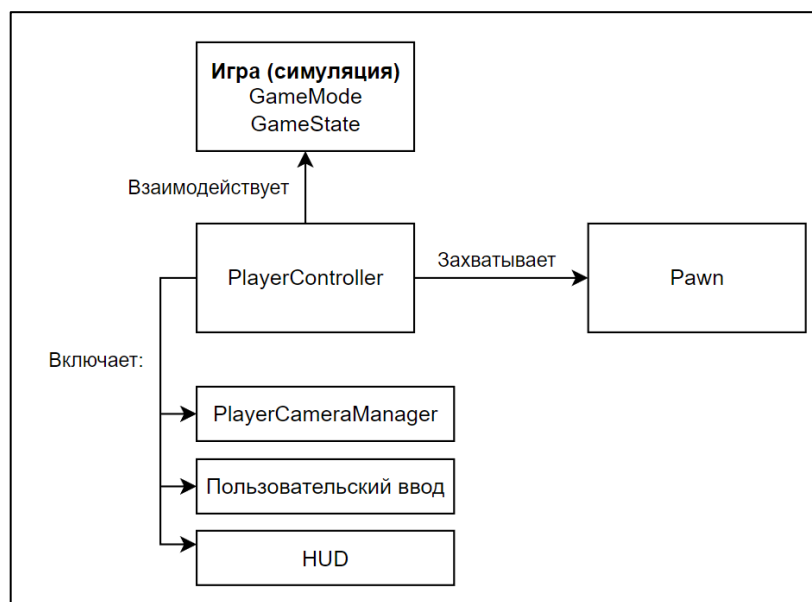 Игра (симуляция)
GameMode
GameState
Взаимодействует
PlayerController
Захватывает
Pawn
Включает:
PlayerCameraManager
Пользовательский ввод
HUD